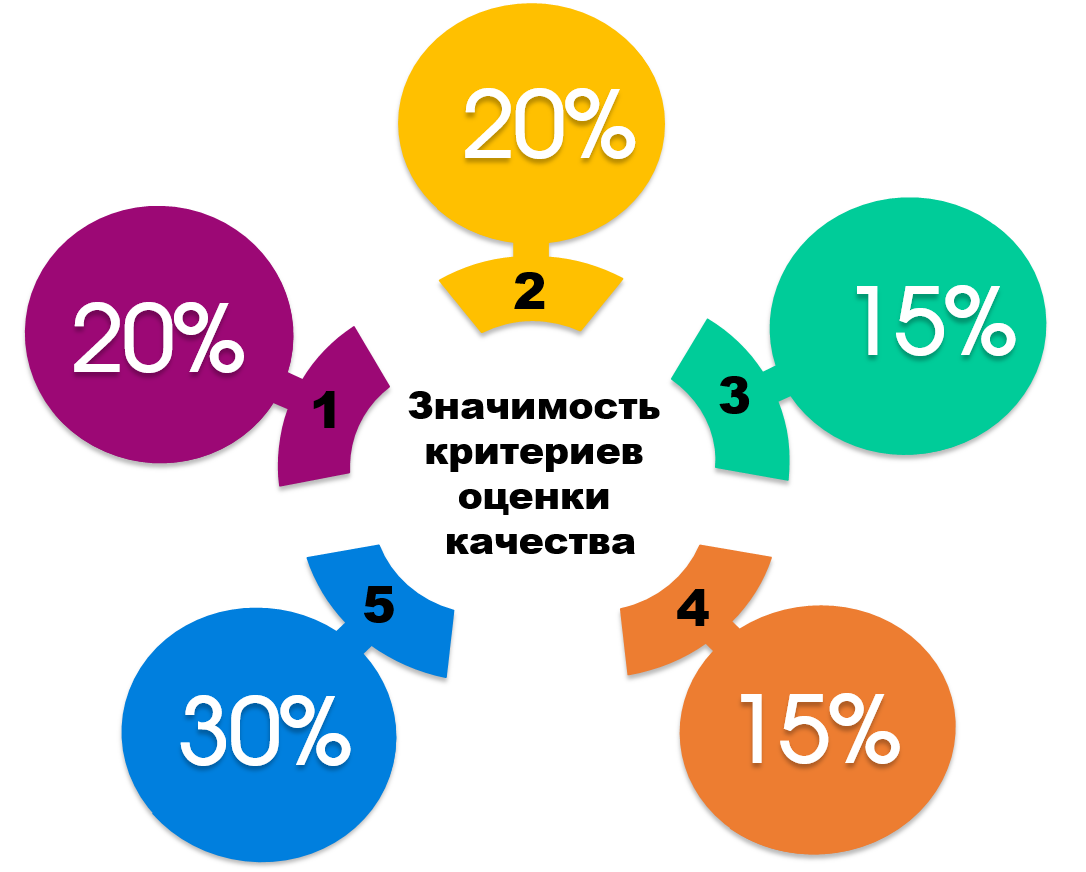 20%
2
20%
1
15%
3
Значимость
критериев
оценки
качества
5
30%
4
15%